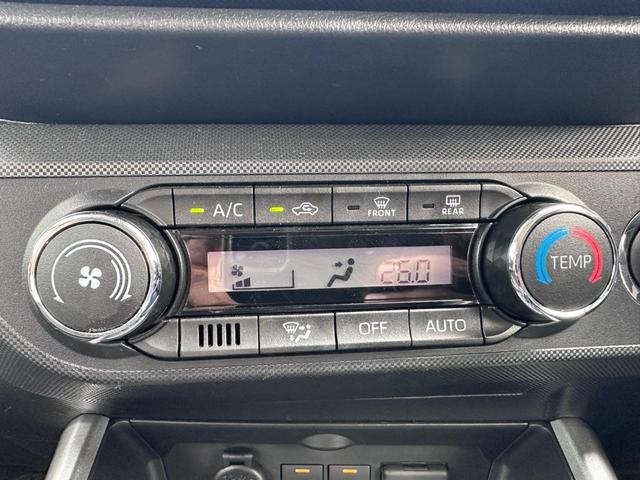 A/C FRONT REAR
26.0 TEMP
OFF AUTO